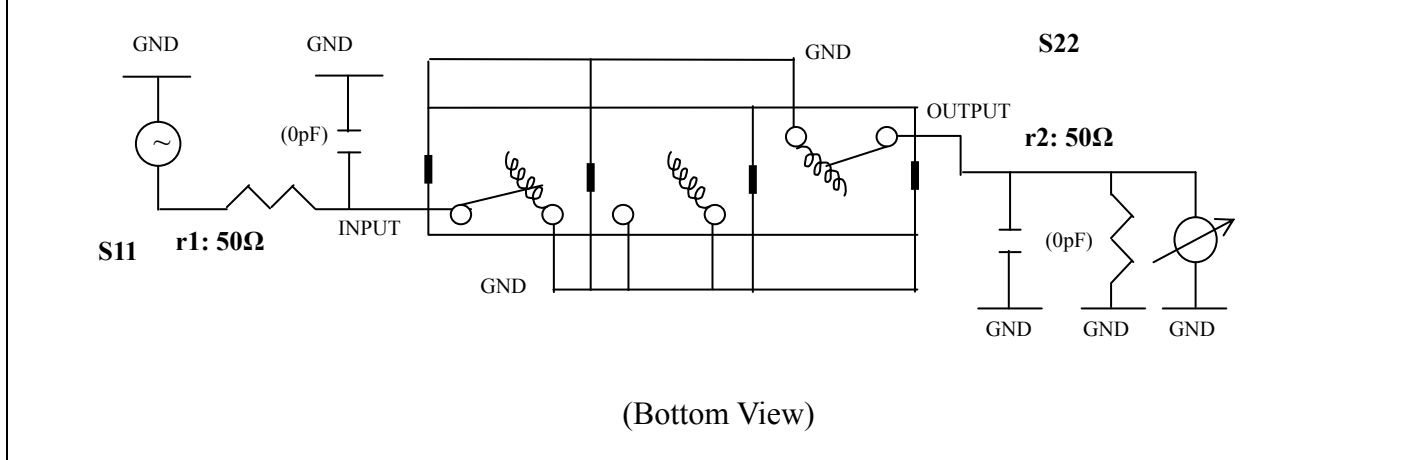 GND
GND
GND
S22
(0pF)
OUTPUT
r2: 50Ω
~
INPUT
S11
r1: 50Ω
(0pF)
GND
GND
GND
GND
(Bottom View)